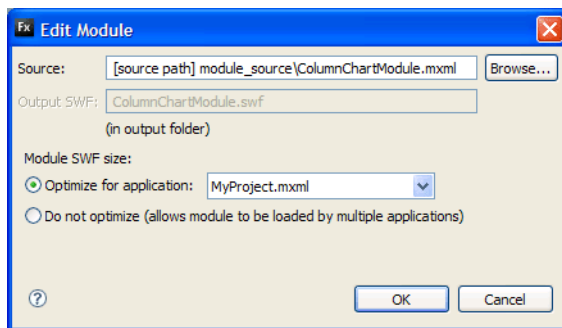 Fx Edit Module
Source: [source path] module_source\ColumnChartModule.mxml Browse...
Output SWF: ColumnChartModule.swf
(in output folder)
Module SWF size:
Optimize for application: MyProject.mxml
Do not optimize (allows module to be loaded by multiple applications)
? OK Cancel